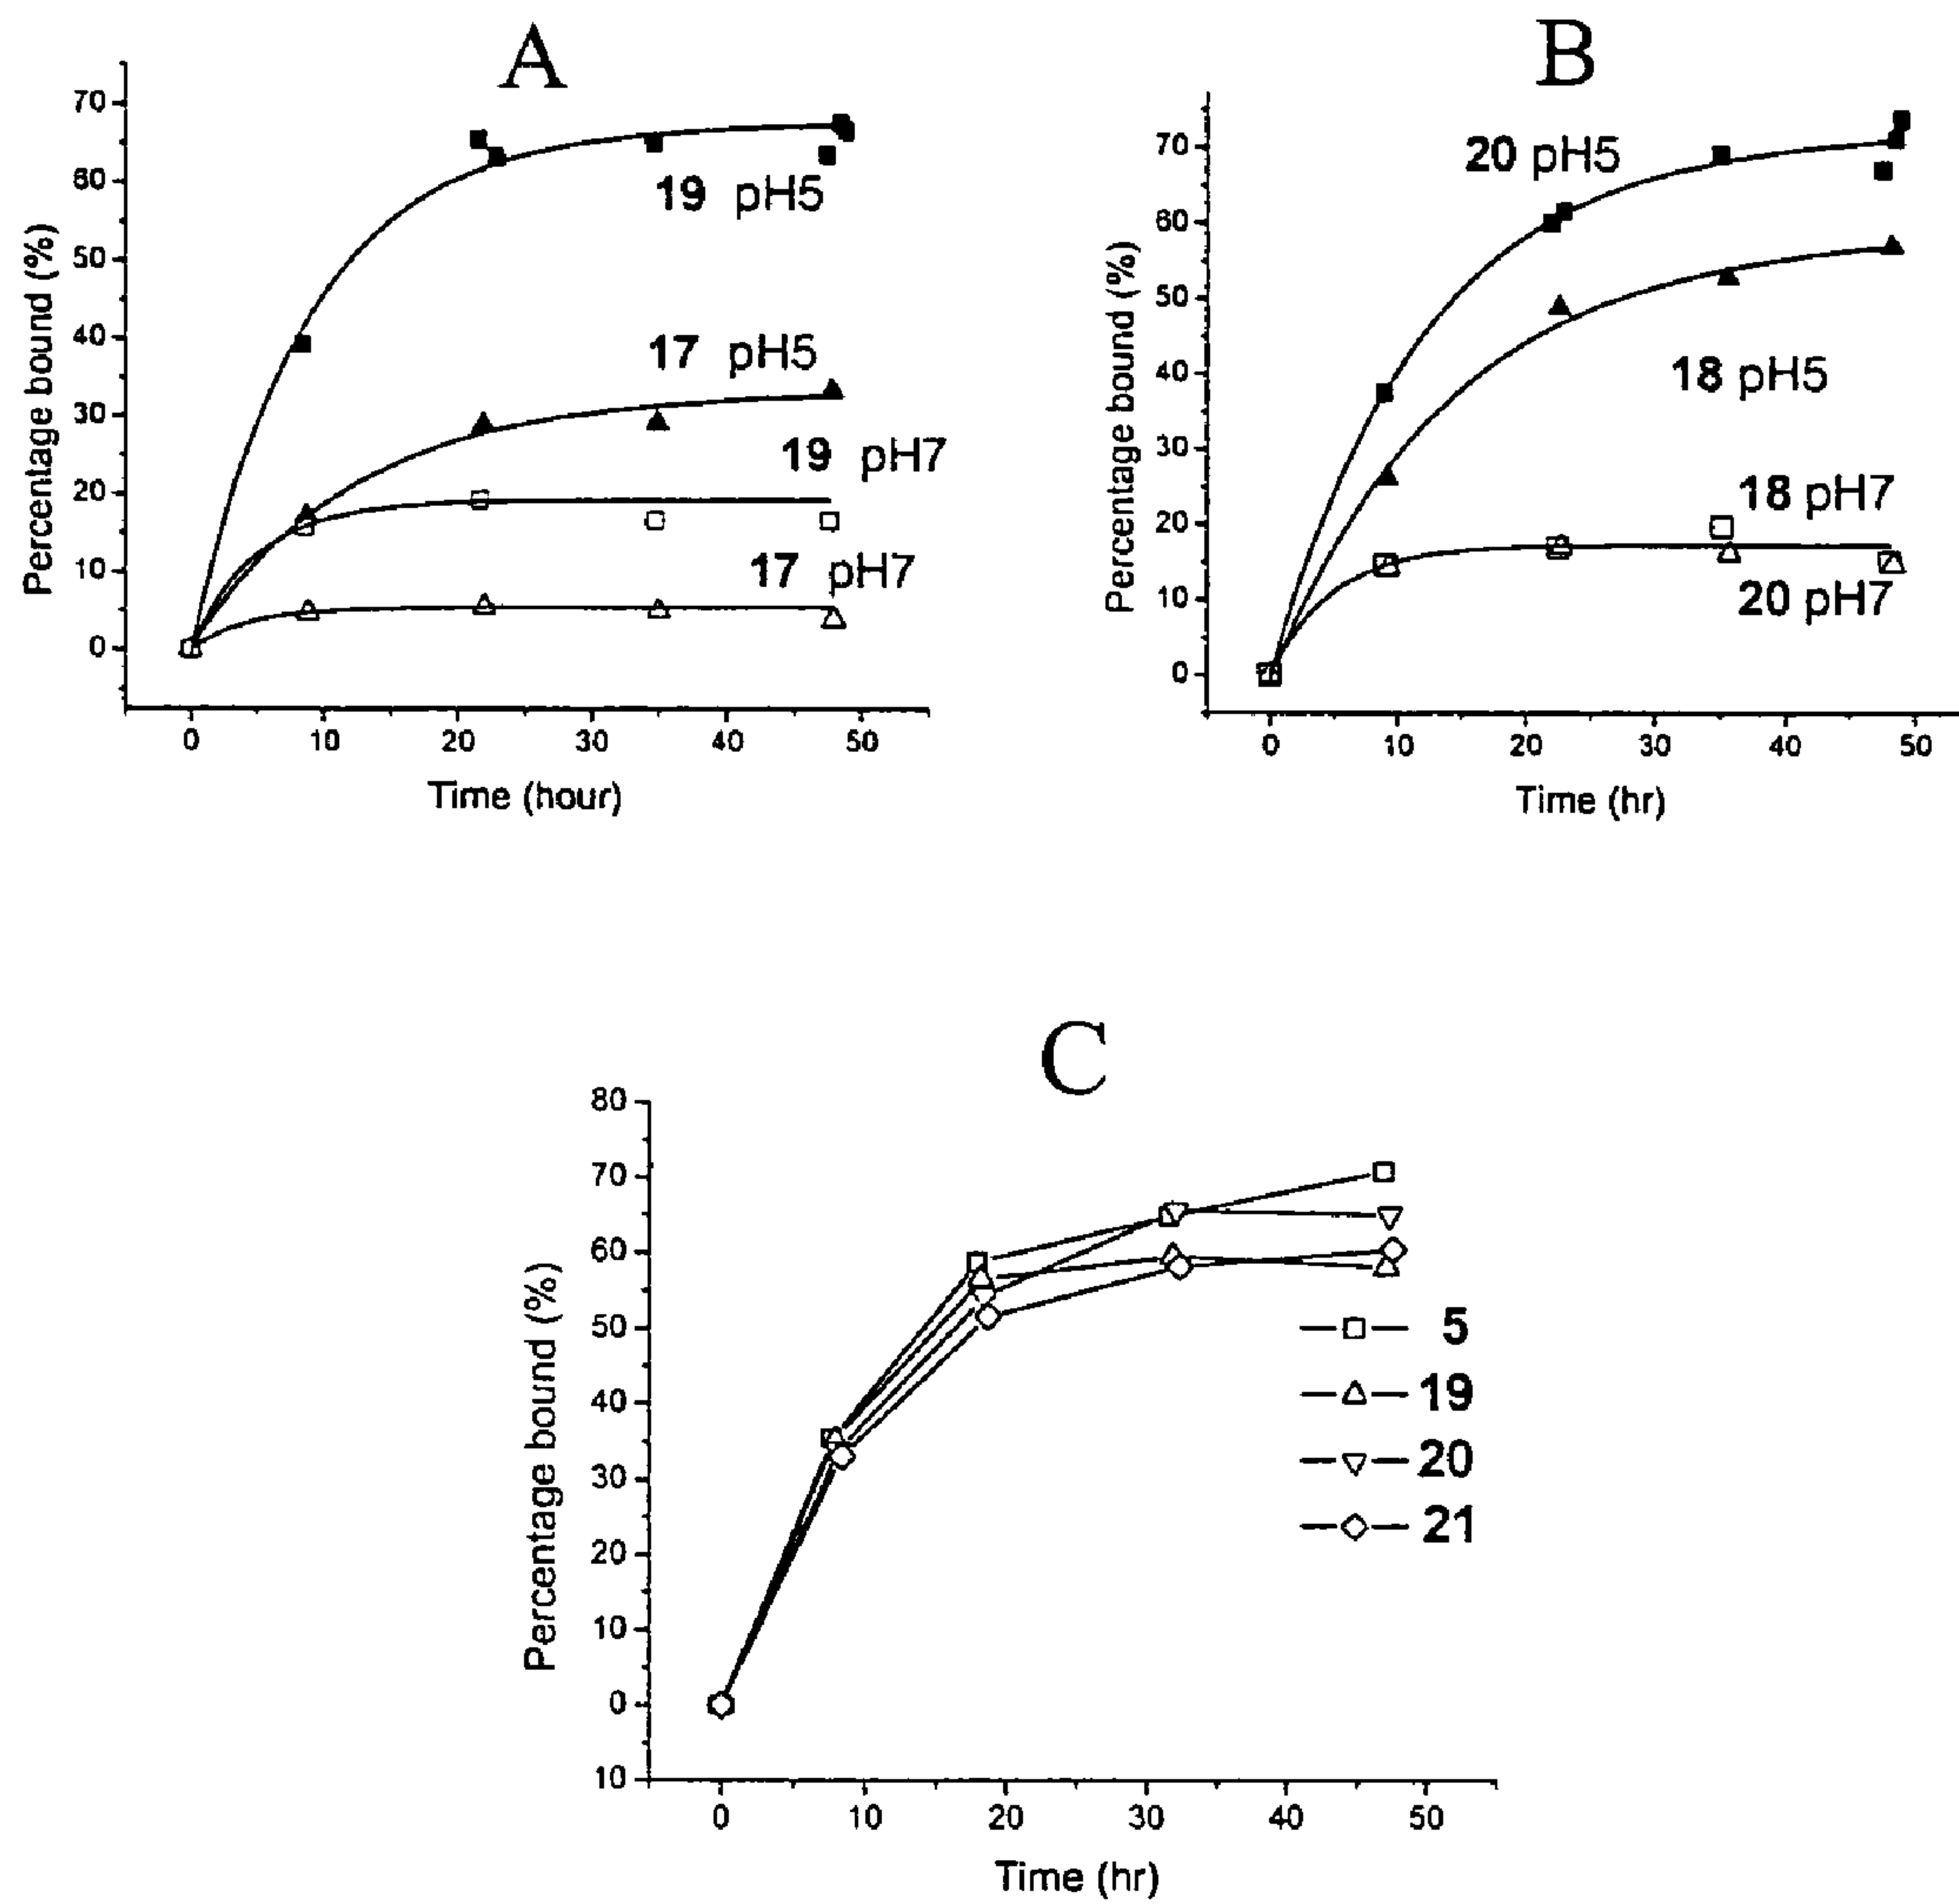 A
Percentage bound (%)
70
60
50
40
30
20
10
0
19 pH5
17 pH5
19 pH7
17 pH7
0 10 20 30 40 50
Time (hour)
B
Percentage bound (%)
70
60
50
40
30
20
10
0
20 pH5
18 pH5
18 pH7
20 pH7
0 10 20 30 40 50
Time (hr)
C
Percentage bound (%)
80
70
60
50
40
30
20
10
0
10
5
19
20
21
0 10 20 30 40 50
Time (hr)